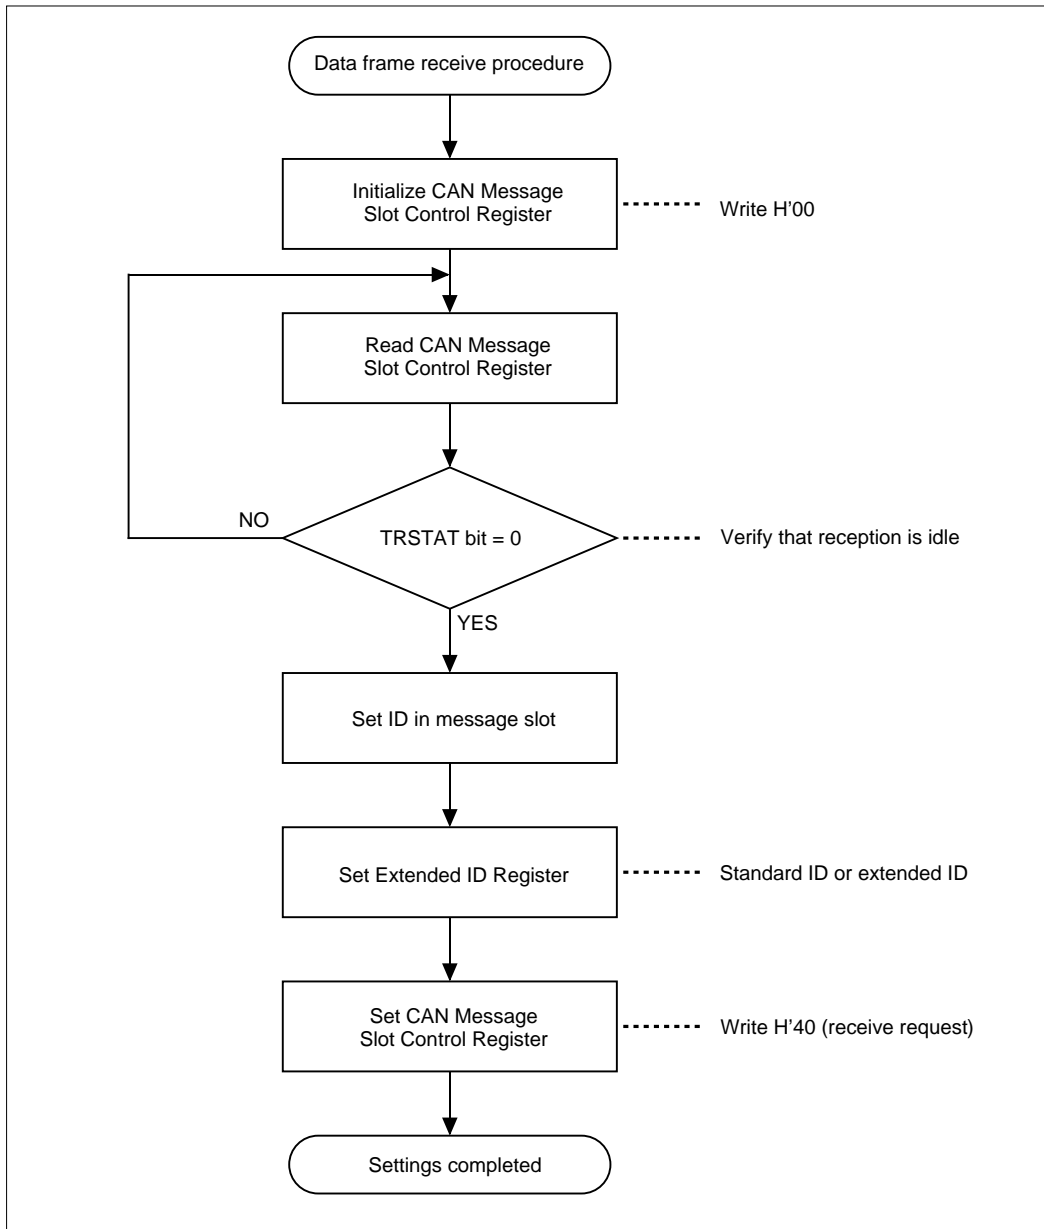 Data frame receive procedure
Initialize CAN Message
Slot Control Register
Write H'00
Read CAN Message
Slot Control Register
NO
TRSTAT bit = 0
Verify that reception is idle
YES
Set ID in message slot
Set Extended ID Register
Standard ID or extended ID
Set CAN Message
Slot Control Register
Write H'40 (receive request)
Settings completed